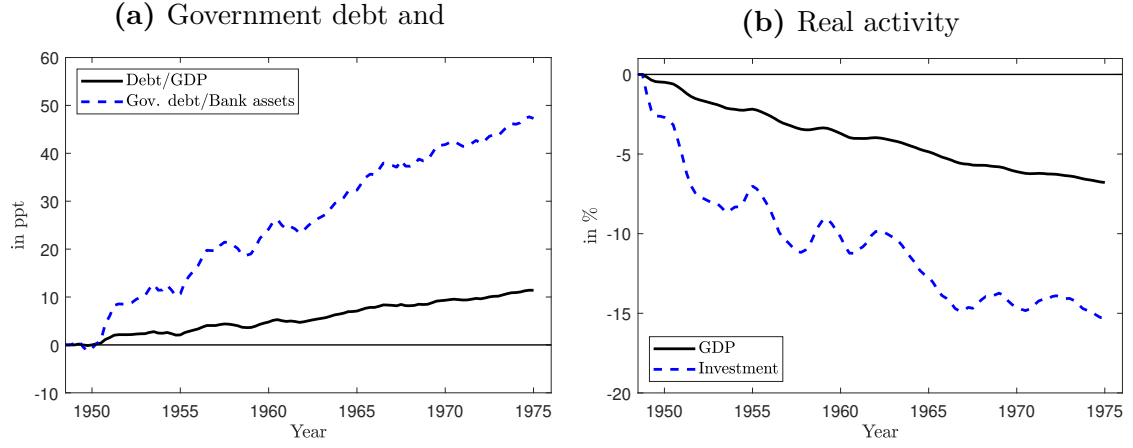 (a) Government debt and
60
50
40
30
20
10
0
-10
in ppt
Debt/GDP
Gov. debt/Bank assets
1950 1955 1960 1965 1970 1975
Year
(b) Real activity
0
-5
-10
-15
-20
in %
GDP
Investment
1950 1955 1960 1965 1970 1975
Year